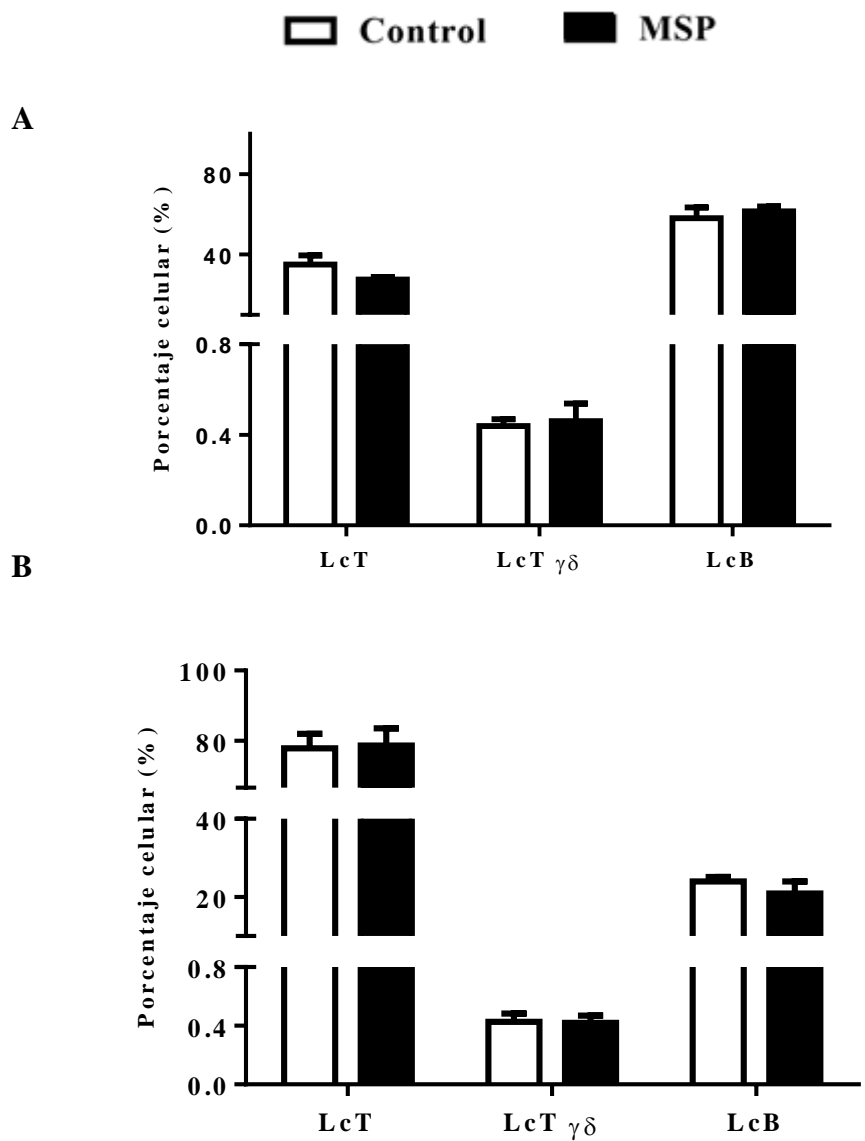 Control MSP
A
Porcentaje celular (%)
80
40
0.8
0.4
0.0
LcT LcT γδ LcB
B
Porcentaje celular (%)
100
80
40
20
0.8
0.4
0.0
LcT LcT γδ LcB